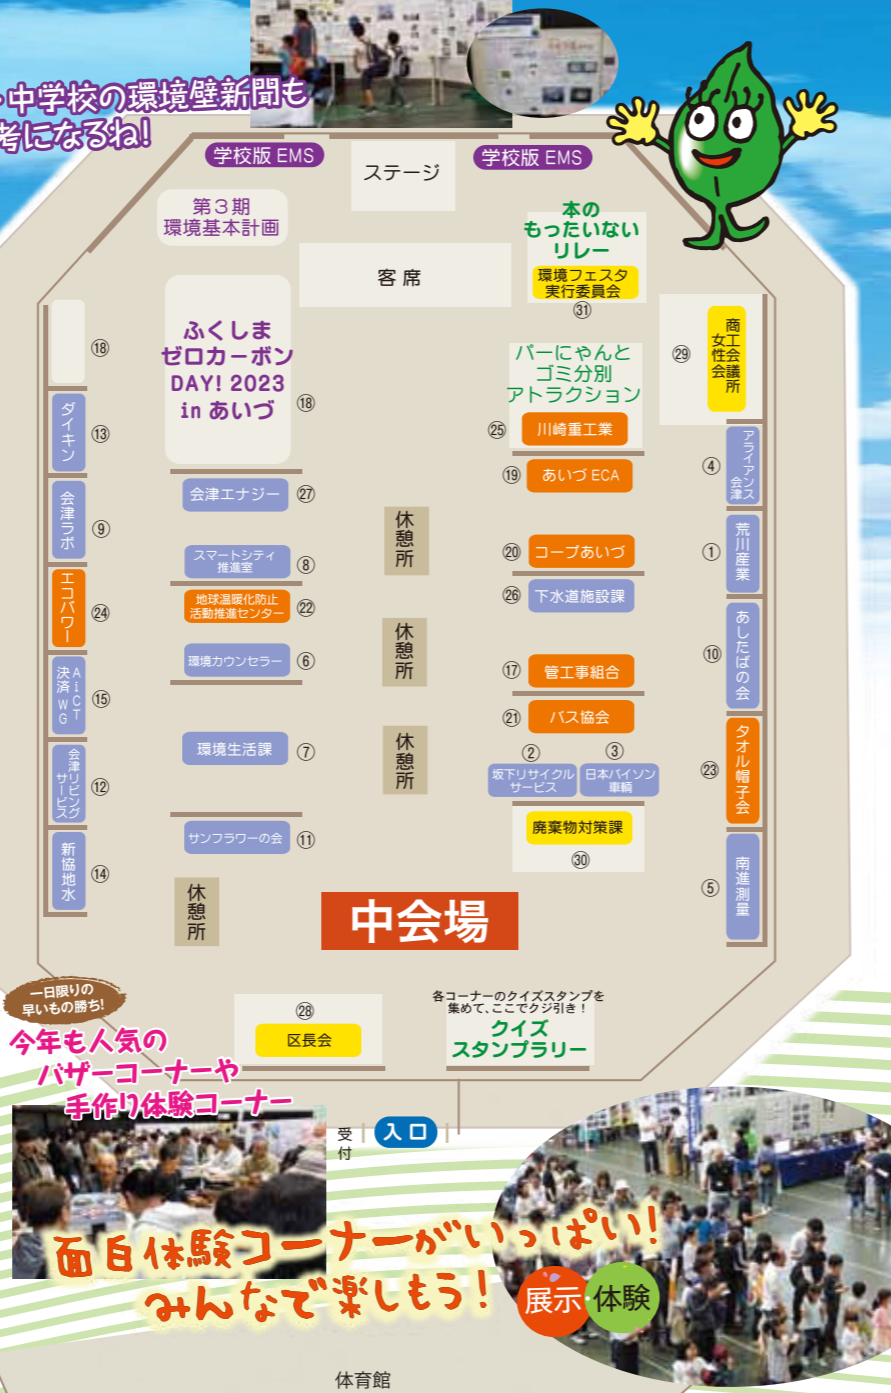 ・中学校の環境壁新聞も
考になるね!
学校版 EMS
ステージ
学校版 EMS
第3期
環境基本計画
客席
本の
もったいない
リレー
環境フェスタ
実行委員会
㉛
ふくしま
ゼロカーボン
DAY! 2023
in あいづ
⑱
パーにゃんと
ゴミ分別
アトラクション
㉕
川崎重工業
⑲
あいづ ECA
⑳
コープあいづ
㉖
下水道施設課
⑰
管工事組合
㉑
バス協会
②
坂下リサイクル
サービス
③
日本パイソン
車輌
廃棄物対策課
㉚
㉙
商工会議所
女性会
④
アライアンス
会津
①
荒川産業
⑩
あしたばの会
㉓
タオル帽子会
⑤
南進測量
⑱
ダイキン
⑬
会津ラボ
⑨
エコパワー
㉔
AiCT
決済WG
⑮
会津リビング
サービス
⑫
新協地水
⑭
会津エナジー
㉗
スマートシティ
推進室
⑧
地球温暖化防止
活動推進センター
㉒
環境カウンセラー
⑥
環境生活課
⑦
サンフラワーの会
⑪
休憩所
休憩所
休憩所
休憩所
中会場
一日限りの
早いもの勝ち!
今年も人気の
バザーコーナーや
手作り体験コーナー
㉘
区長会
各コーナーのクイズスタンプを
集めて、ここでクジ引き!
クイズ
スタンプラリー
受付
入口
面白体験コーナーがいっぱい!
みんなで楽しもう!
展示・体験
体育館